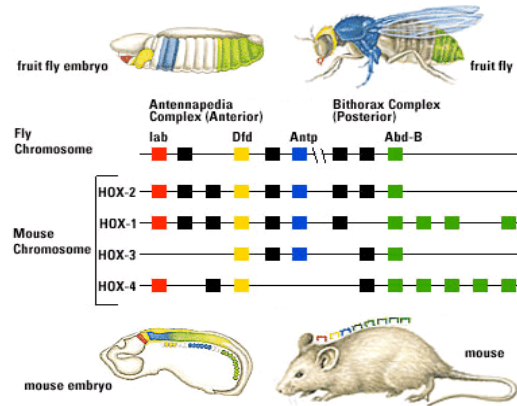 fruit fly embryo
fruit fly
Antennapedia
Complex (Anterior)
Bithorax Complex
(Posterior)
Fly
Chromosome
lab
Dfd
Antp
Abd-B
HOX-2
HOX-1
Mouse
Chromosome
HOX-3
HOX-4
mouse embryo
mouse